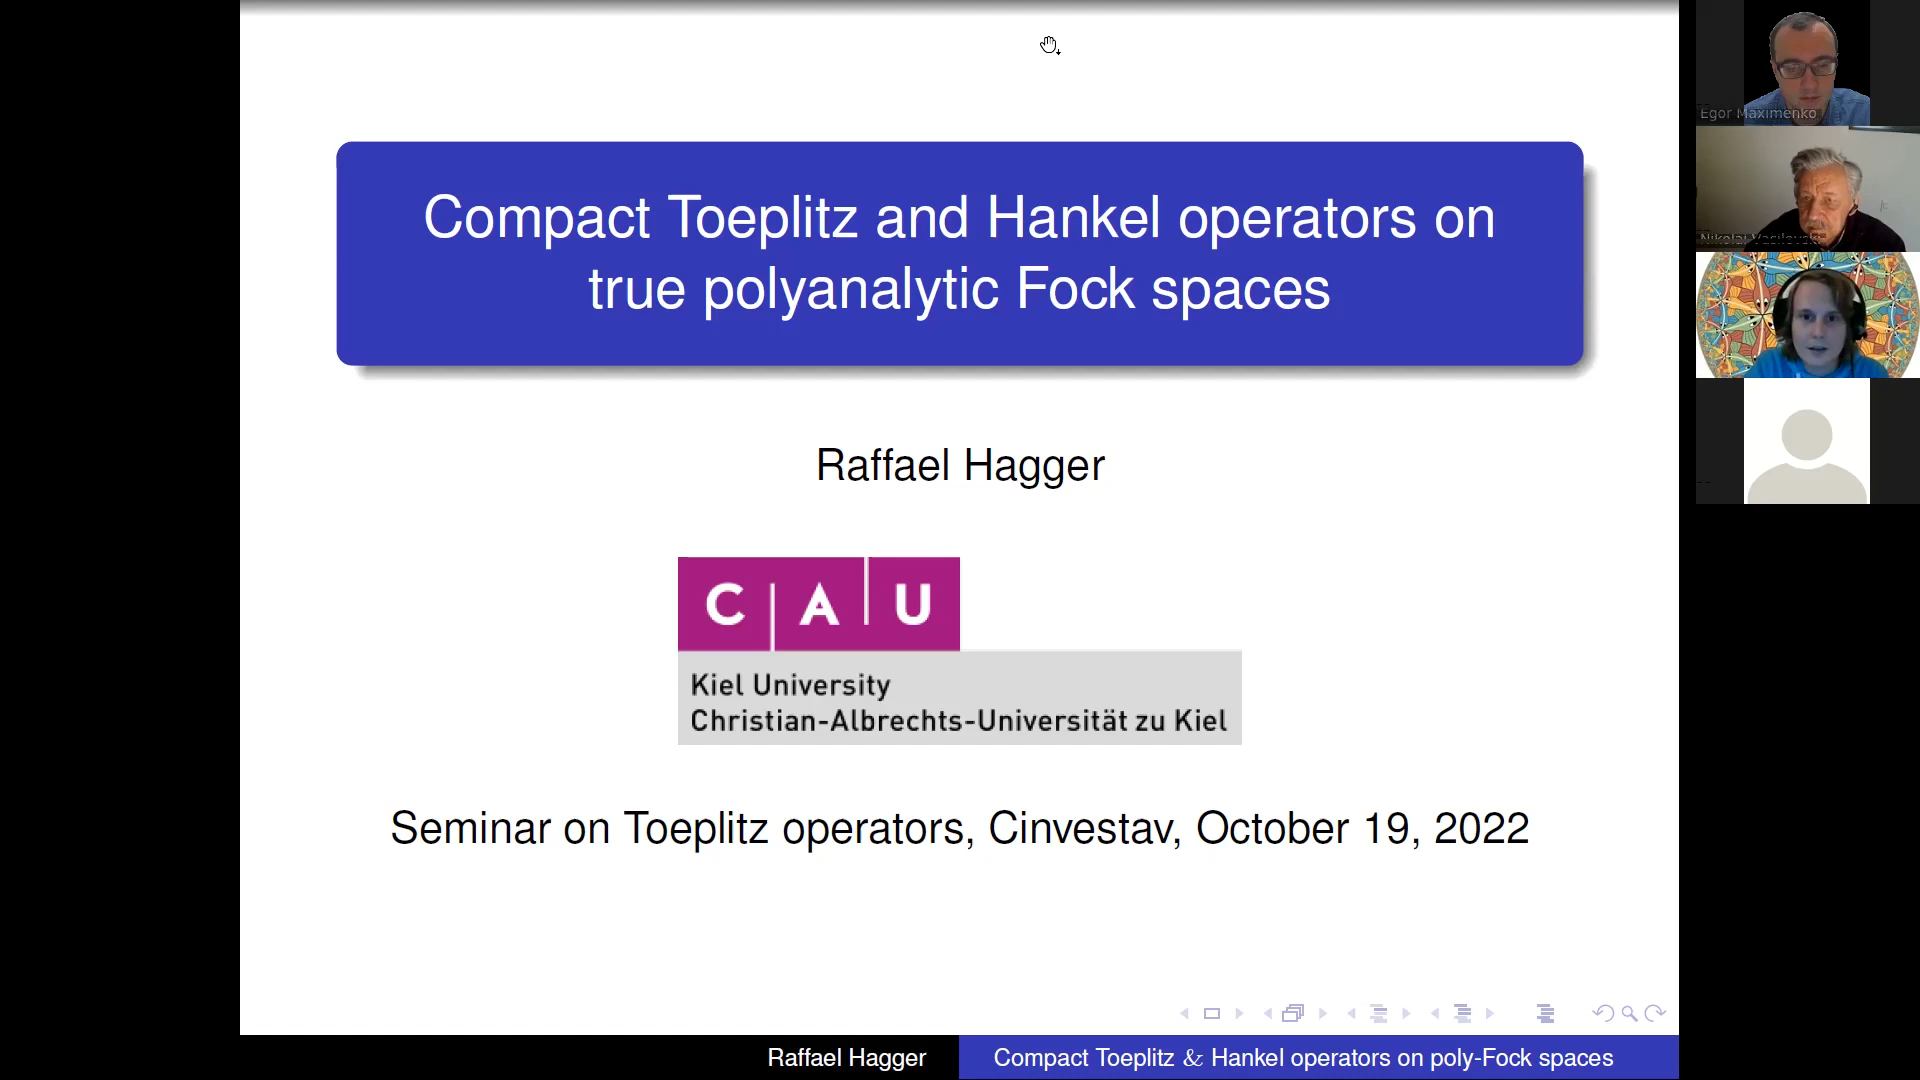 Compact Toeplitz and Hankel operators on
true polyanalytic Fock spaces
Raffael Hagger
C A U
Kiel University
Christian-Albrechts-Universität zu Kiel
Seminar on Toeplitz operators, Cinvestav, October 19, 2022
Raffael Hagger
Compact Toeplitz & Hankel operators on poly-Fock spaces
Egor Maximenko
Nikolai Vasilevski